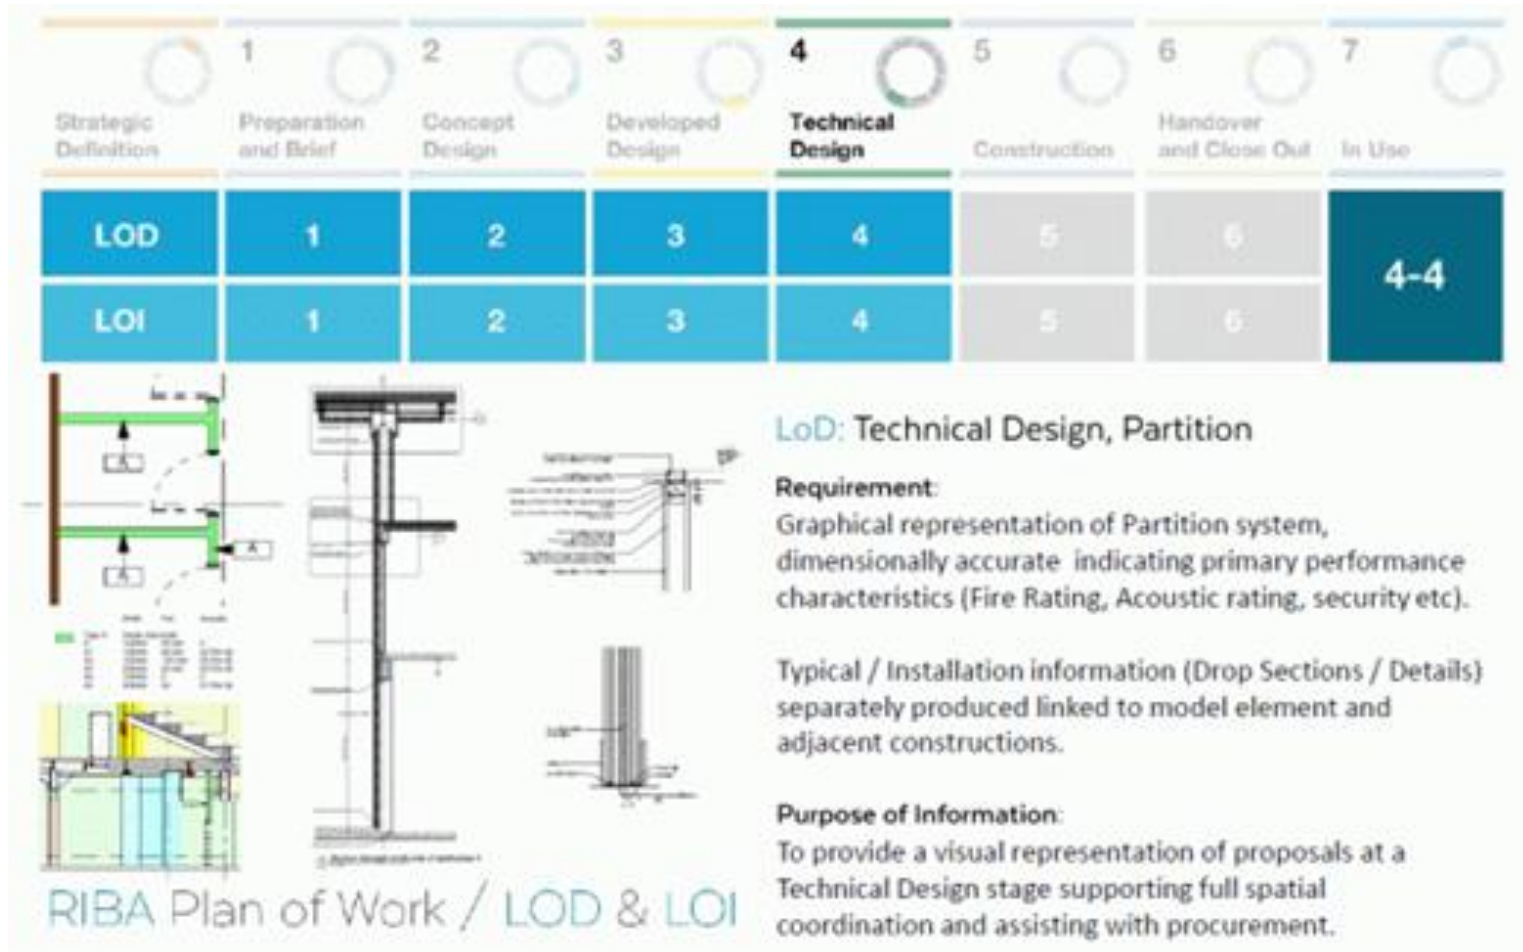 1
2
3
4
5
6
7
Strategic
Definition
Preparation
and Brief
Concept
Design
Developed
Design
Technical
Design
Construction
Handover
and Close Out
In Use
LOD 1 2 3 4 5 6
4-4
LOI 1 2 3 4 5 6
A
A
A
LoD: Technical Design, Partition
Requirement:
Graphical representation of Partition system,
dimensionally accurate indicating primary performance
characteristics (Fire Rating, Acoustic rating, security etc).
Typical / Installation information (Drop Sections / Details)
separately produced linked to model element and
adjacent constructions.
Purpose of Information:
To provide a visual representation of proposals at a
Technical Design stage supporting full spatial
coordination and assisting with procurement.
RIBA Plan of Work / LOD & LOI